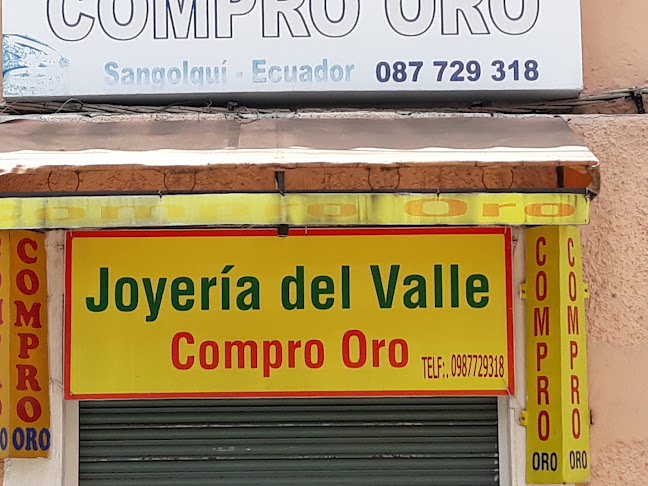 COMPRO ORO
Sangolquí - Ecuador 087 729 318
Compro Oro
Joyería del Valle
Compro Oro TELF:. 0987729318
COMPRO
ORO
COMPRO
ORO
COMPRO
ORO